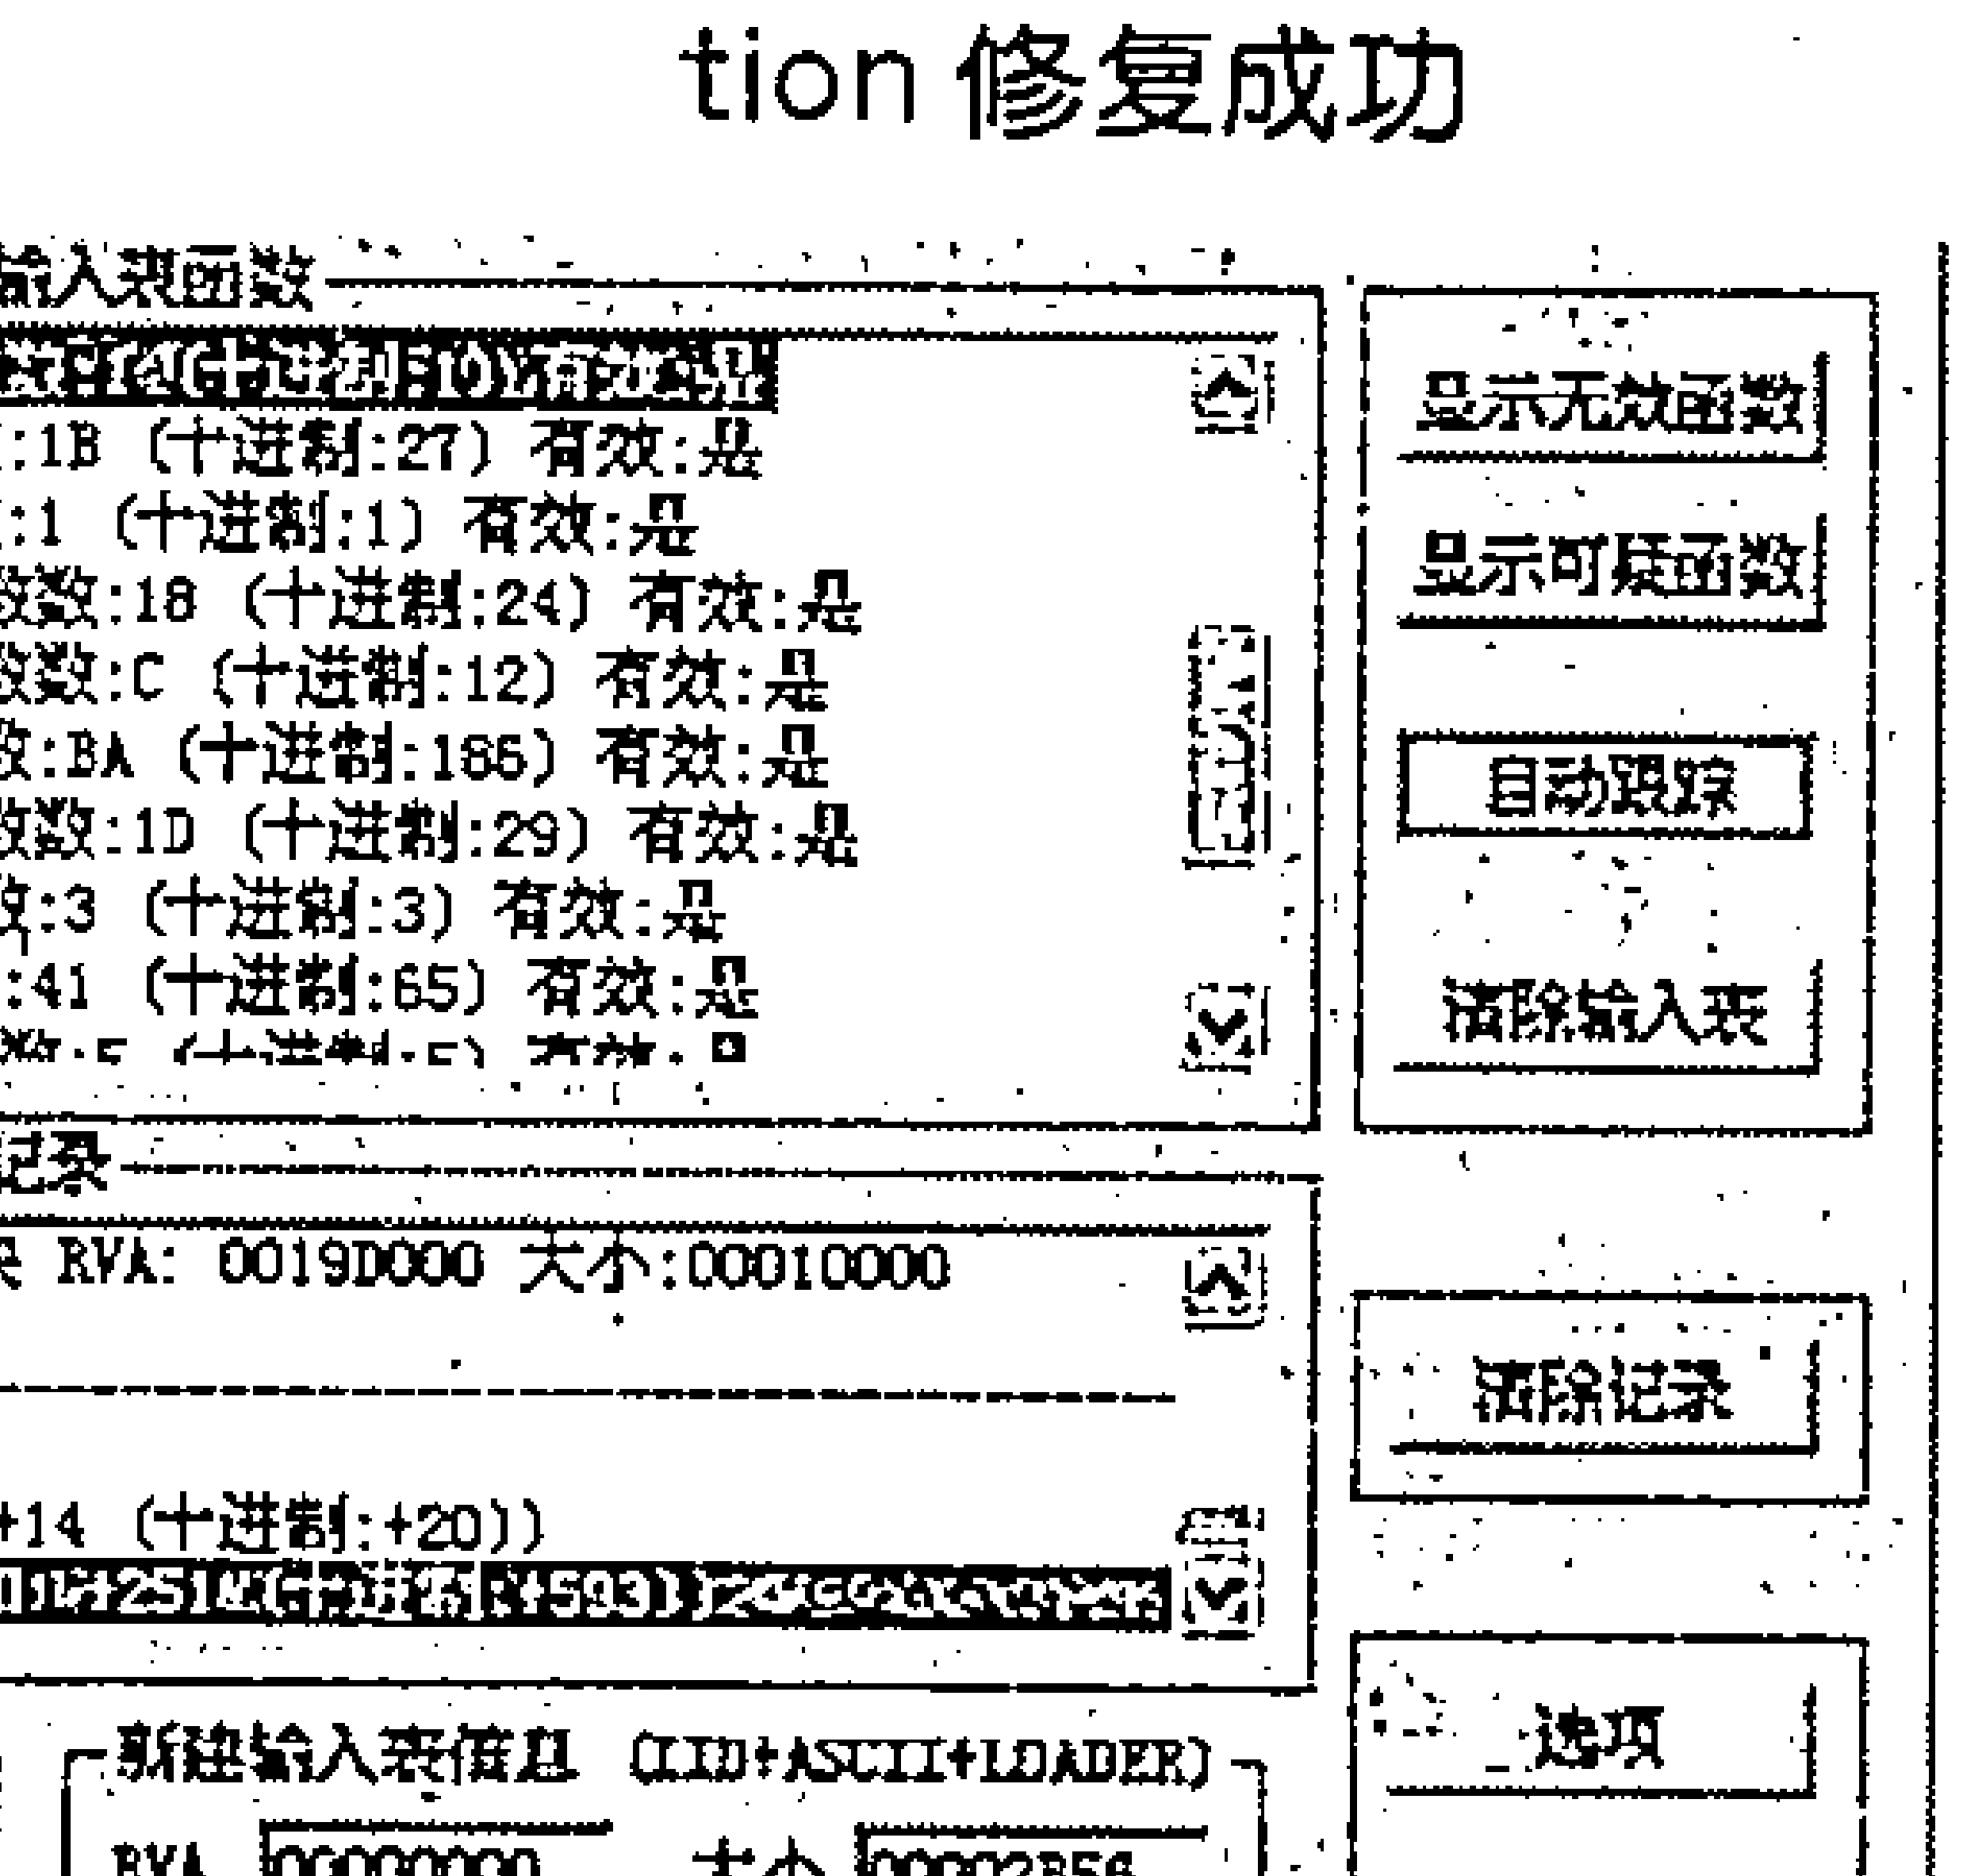 tion 修复成功
输入表函数
:1B (十进制:27) 有效:是
:1 (十进制:1) 有效:是
数数:18 (十进制:24) 有效:是
数数:C (十进制:12) 有效:是
数:BA (十进制:186) 有效:是
数数:1D (十进制:29) 有效:是
数:3 (十进制:3) 有效:是
:41 (十进制:65) 有效:是
显示无效函数
显示可疑函数
自动跟踪
清除输入表
记录
RVA: 0019D000 大小:00010000
+14 (十进制:+20))
清除记录
选项
新建输入表信息 (IID+ASCII+LOADER)
RVA 00000000 大小